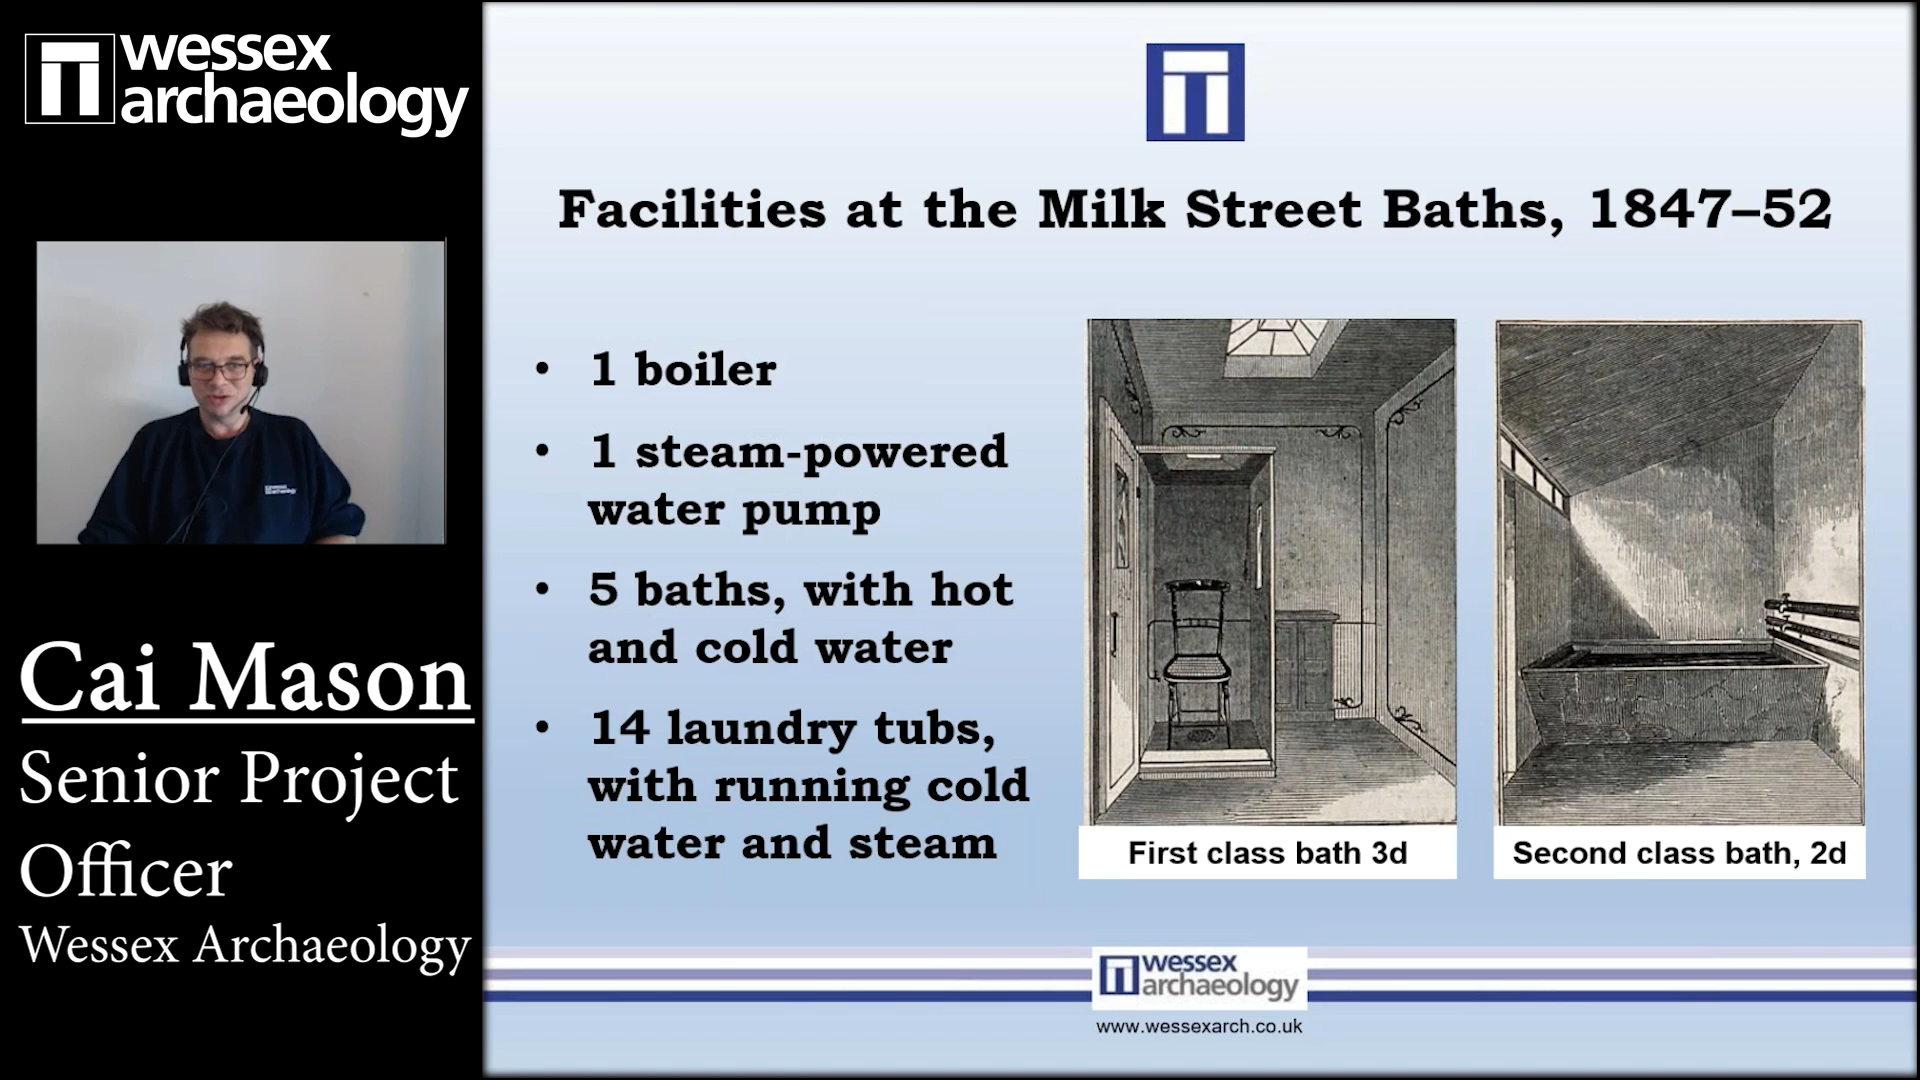 wessex
archaeology
Cai Mason
Senior Project
Officer
Wessex Archaeology
Facilities at the Milk Street Baths, 1847–52
• 1 boiler
• 1 steam-powered
water pump
• 5 baths, with hot
and cold water
• 14 laundry tubs,
with running cold
water and steam
First class bath 3d
Second class bath, 2d
wessex
archaeology
www.wessexarch.co.uk